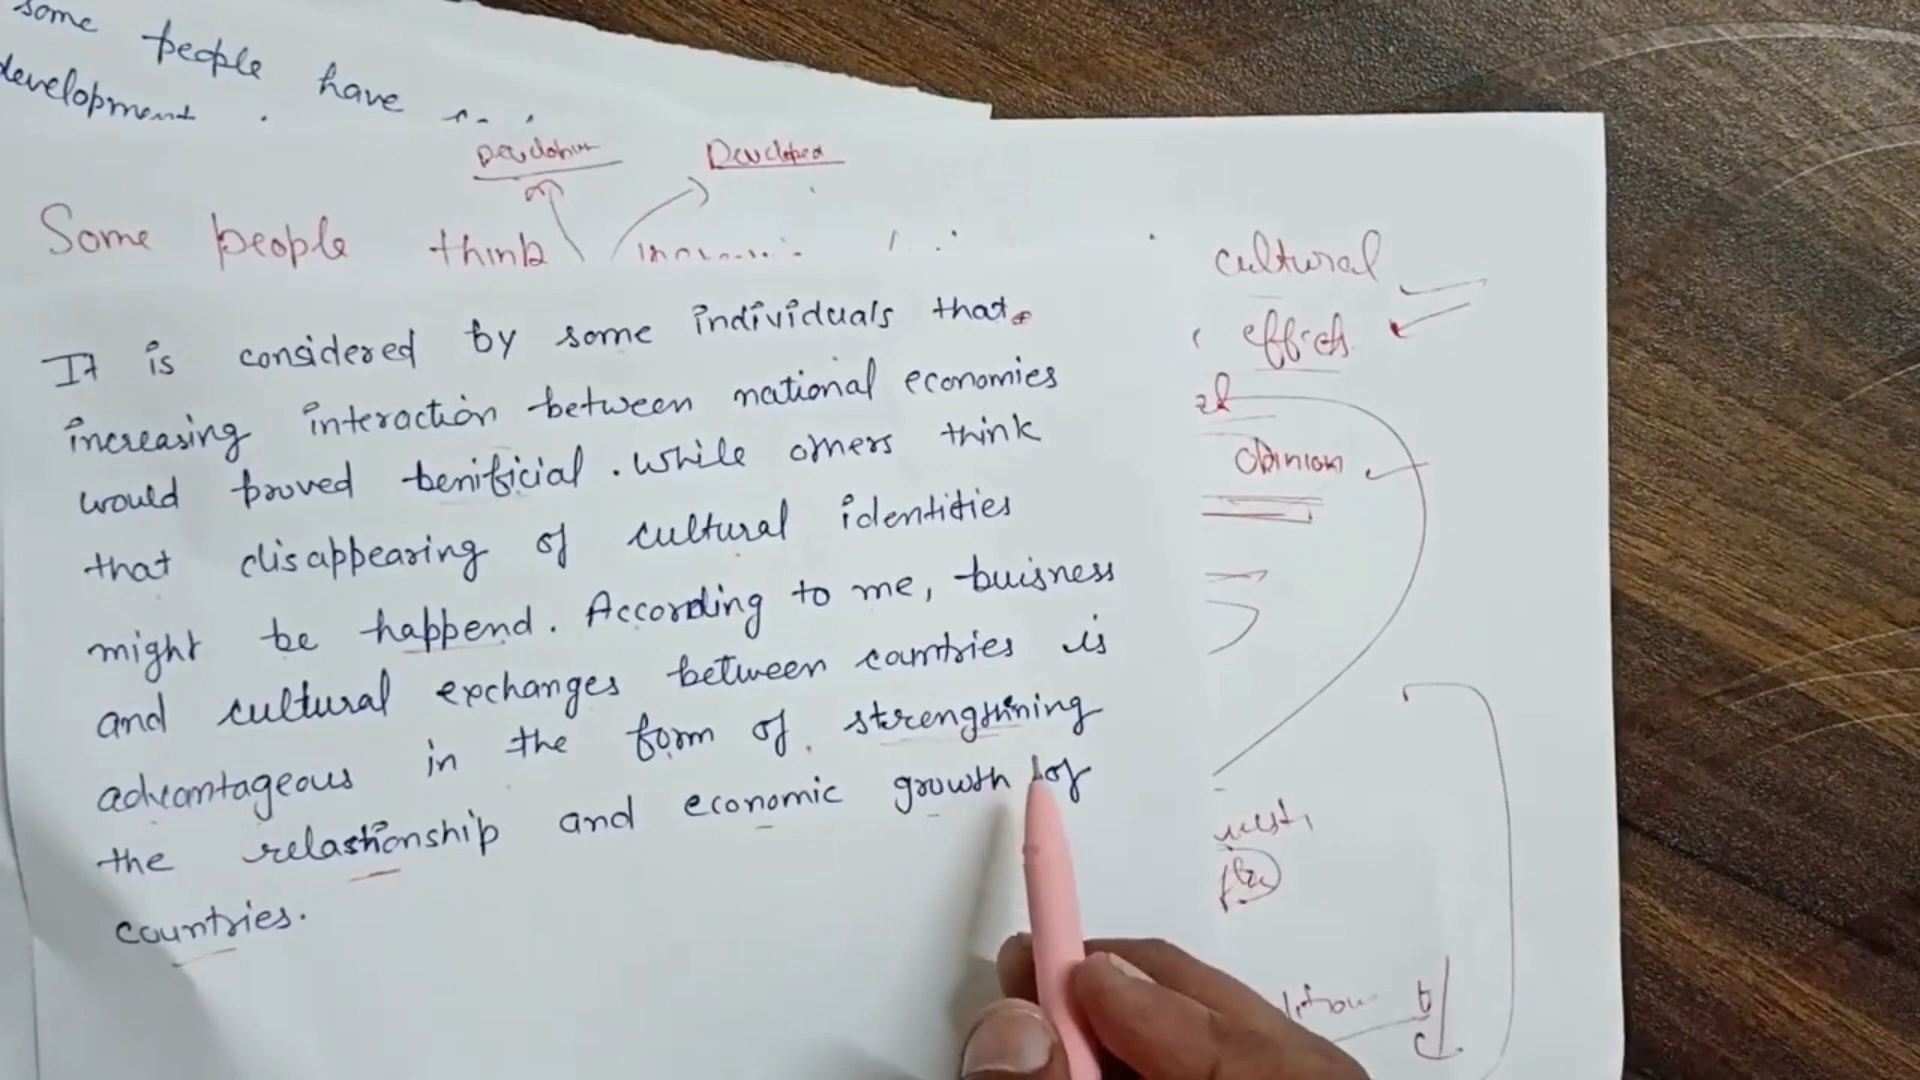 some people have
development.
Developed
Some people think
cultural
effects
opinion
It is considered by some individuals that
increasing interaction between national economies
would proved benificial. while others think
that disappearing of cultural identities
might be happend. According to me, buisness
and cultural exchanges between countries is
advantageous in the form of strengthining
the relastionship and economic growth of
countries.